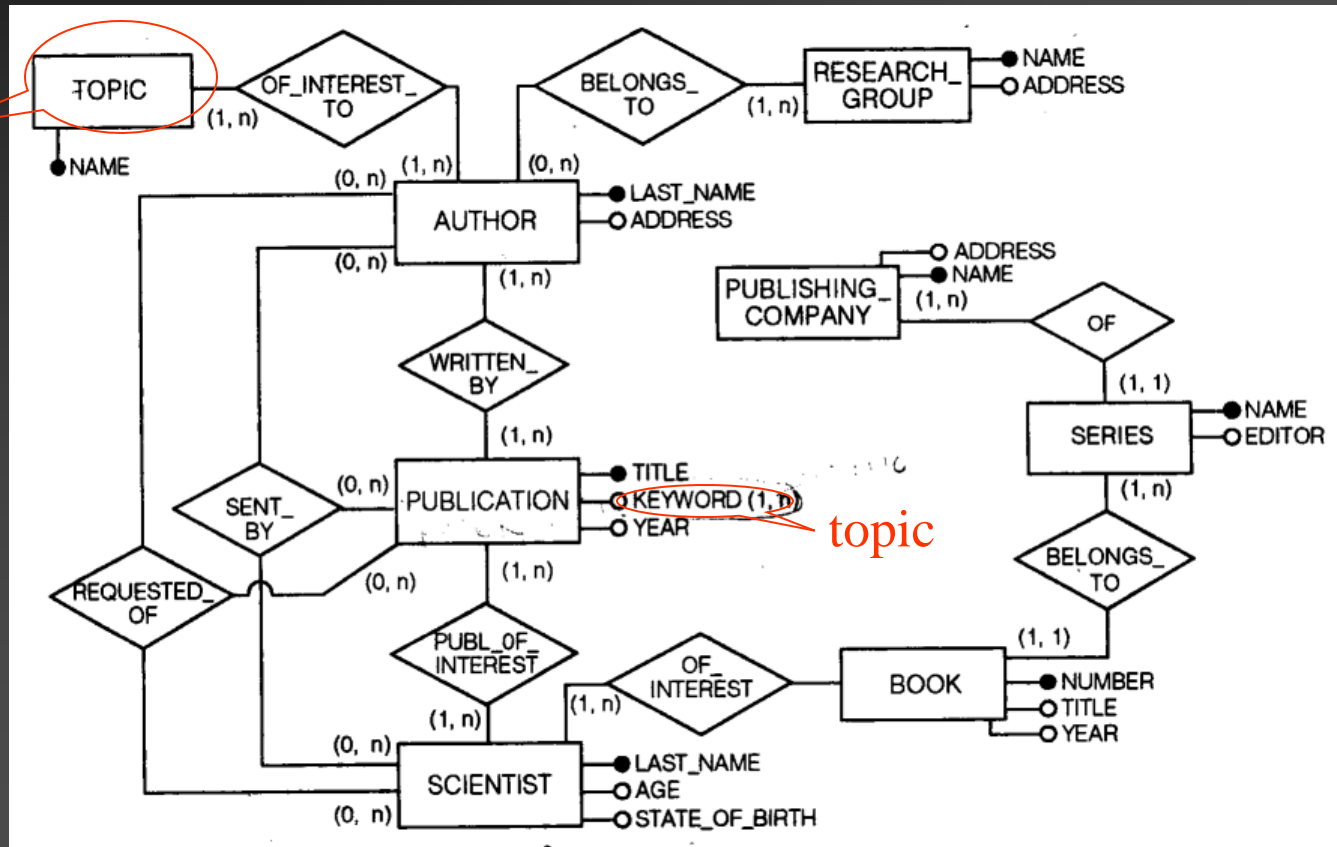 TOPIC
(1, n)
NAME
OF_INTEREST_
TO
(1, n)
BELONGS_
TO
(0, n)
(1, n)
RESEARCH_
GROUP
NAME
ADDRESS
(0, n)
(0, n)
AUTHOR
LAST_NAME
ADDRESS
(1, n)
ADDRESS
NAME
PUBLISHING_
COMPANY
(1, n)
OF
(1, 1)
WRITTEN_
BY
(1, n)
SERIES
NAME
EDITOR
(1, n)
SENT_
BY
(0, n)
PUBLICATION
TITLE
KEYWORD (1, n)
YEAR
topic
BELONGS_
TO
(1, 1)
REQUESTED_
OF
(0, n)
(1, n)
PUBL_OF_
INTEREST
(1, n)
OF_
INTEREST
(1, n)
BOOK
NUMBER
TITLE
YEAR
(0, n)
(0, n)
SCIENTIST
LAST_NAME
AGE
STATE_OF_BIRTH